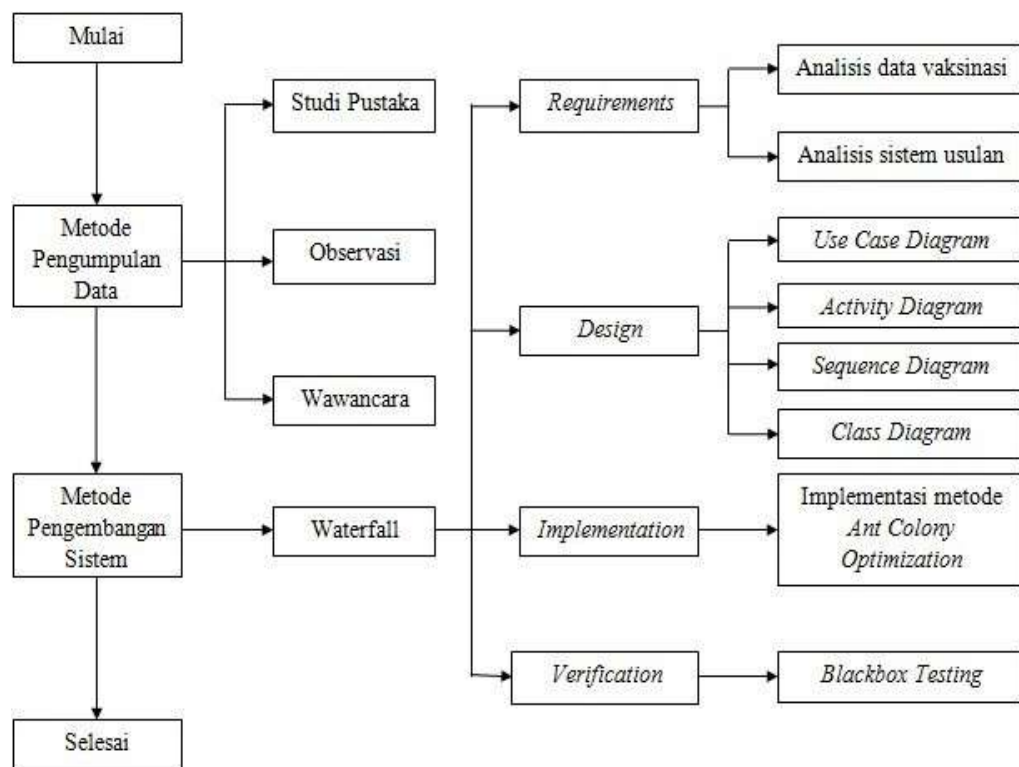 Mulai
Studi Pustaka
Requirements
Analisis data vaksinasi
Analisis sistem usulan
Metode
Pengumpulan
Data
Observasi
Wawancara
Design
Use Case Diagram
Activity Diagram
Sequence Diagram
Class Diagram
Metode
Pengembangan
Sistem
Waterfall
Implementation
Implementasi metode
Ant Colony
Optimization
Verification
Blackbox Testing
Selesai